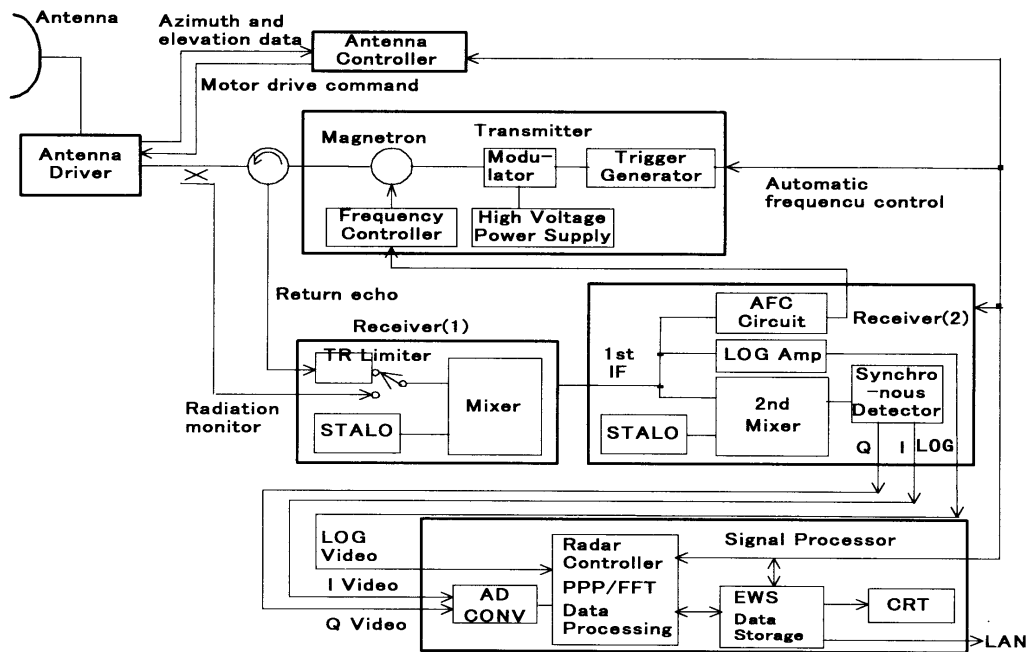 Antenna
Azimuth and
elevation data
Antenna
Controller
Motor drive command
Antenna
Driver
Magnetron
Transmitter
Modu-
lator
Trigger
Generator
Frequency
Controller
High Voltage
Power Supply
Automatic
frequencu control
Return echo
Receiver(1)
TR Limiter
Mixer
STALO
Radiation
monitor
1st
IF
AFC
Circuit
Receiver(2)
LOG Amp
2nd
Mixer
STALO
Synchro
-nous
Detector
Q
I
LOG
LOG
Video
I Video
Q Video
AD
CONV
Radar
Controller
PPP/FFT
Data
Processing
Signal Processor
EWS
Data
Storage
CRT
LAN